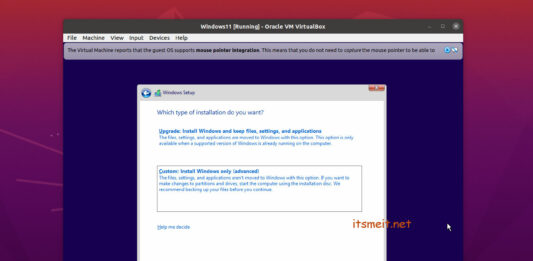 Windows11 [Running] - Oracle VM VirtualBox
File Machine View Input Devices Help
The Virtual Machine reports that the guest OS supports mouse pointer integration. This means that you do not need to capture the mouse pointer to be able to
Windows Setup
Which type of installation do you want?
Upgrade: Install Windows and keep files, settings, and applications
The files, settings, and applications are moved to Windows with this option. This option is only
available when a supported version of Windows is already running on the computer.
Custom: Install Windows only (advanced)
The files, settings, and applications aren't moved to Windows with this option. If you want to
make changes to partitions and drives, start the computer using the installation disc. We
recommend backing up your files before you continue.
itsmeit.net
Help me decide